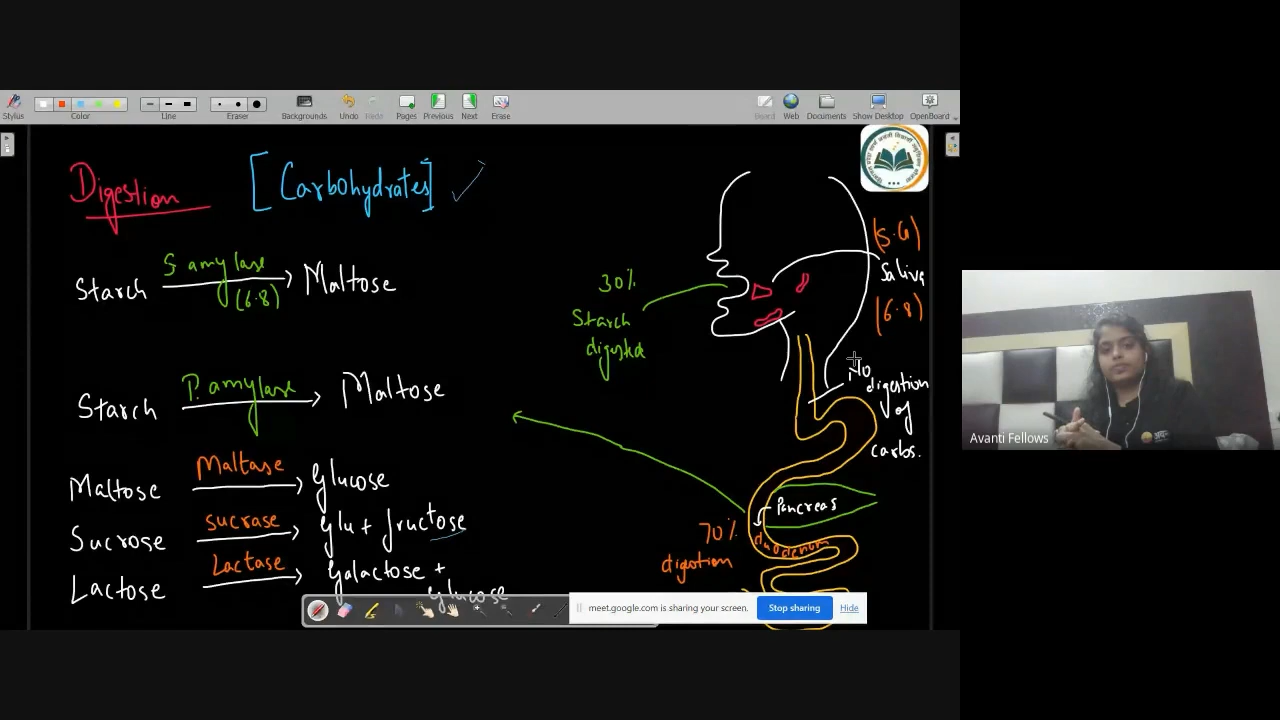 Stylus
Color
Line
Eraser
Backgrounds
Undo
Redo
Pages
Previous
Next
Erase
Board
Web
Documents
Show Desktop
OpenBoard
Digestion [Carbohydrates] ✓
Starch S. amylase (6.8) → Maltose
Starch P. amylase → Maltose
Maltose Maltase → Glucose
Sucrose sucrase → glu + fructose
Lactose Lactase → galactose +
glucose
30%
Starch
digested
Saliva
(6.8)
No
digestion
of
carbs.
Pancreas
duodenum
70%
digestion
meet.google.com is sharing your screen.
Stop sharing
Hide
Avanti Fellows